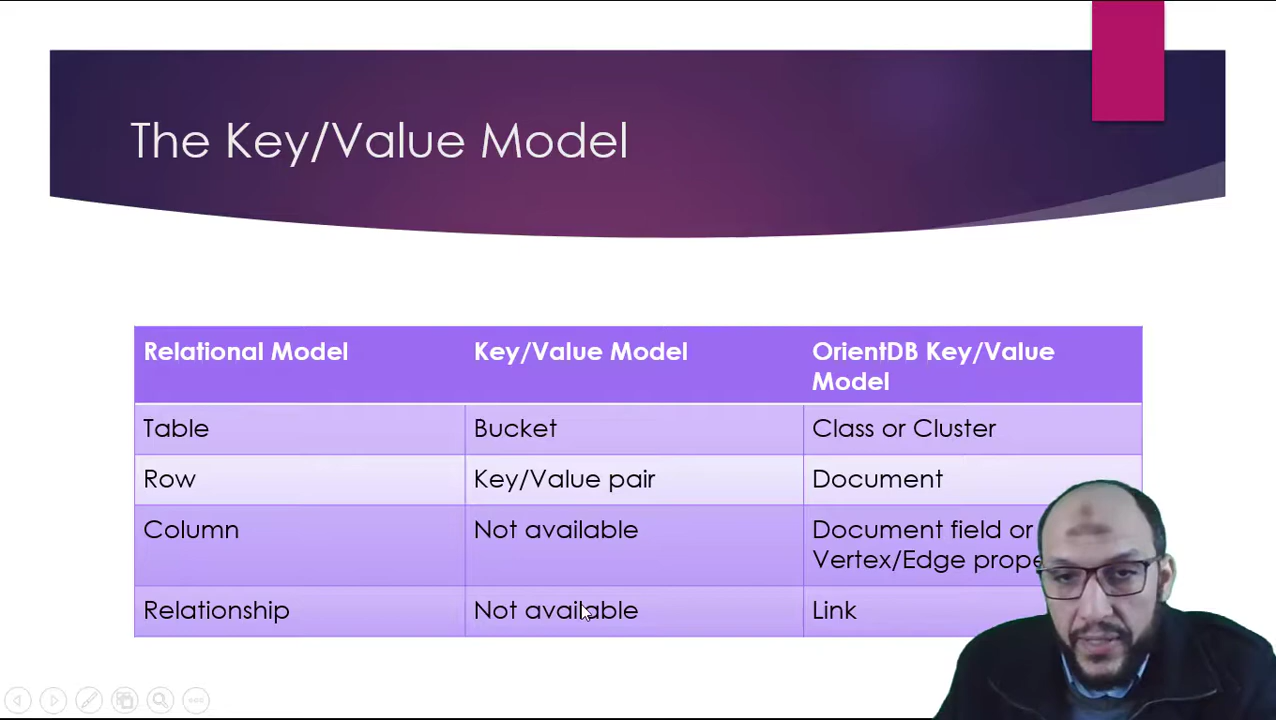 The Key/Value Model
Relational Model
Key/Value Model
OrientDB Key/Value
Model
Table
Bucket
Class or Cluster
Row
Key/Value pair
Document
Column
Not available
Document field or
Vertex/Edge
Relationship
Not available
Link